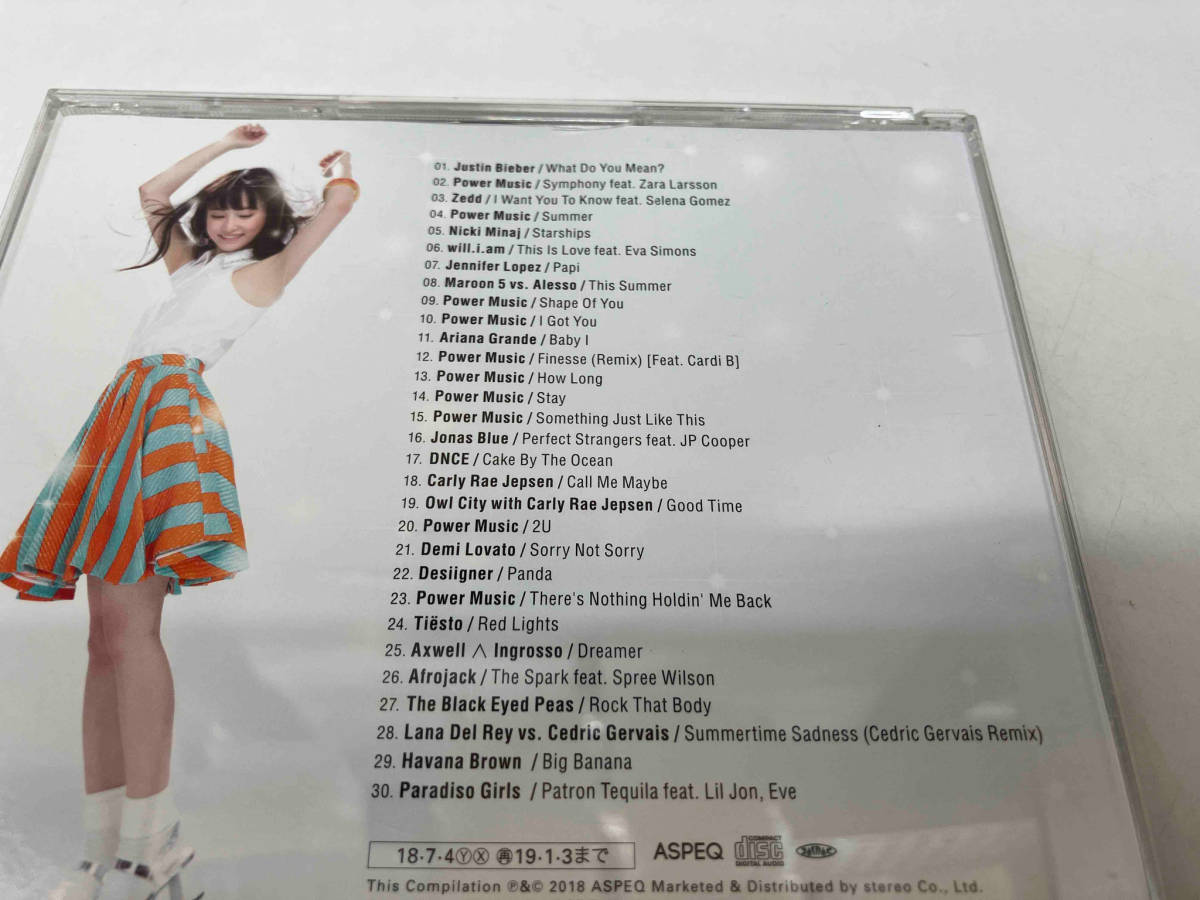 01. Justin Bieber / What Do You Mean?
02. Power Music / Symphony feat. Zara Larsson
03. Zedd / I Want You To Know feat. Selena Gomez
04. Power Music / Summer
05. Nicki Minaj / Starships
06. will.i.am / This Is Love feat. Eva Simons
07. Jennifer Lopez / Papi
08. Maroon 5 vs. Alesso / This Summer
09. Power Music / Shape Of You
10. Power Music / I Got You
11. Ariana Grande / Baby I
12. Power Music / Finesse (Remix) [Feat. Cardi B]
13. Power Music / How Long
14. Power Music / Stay
15. Power Music / Something Just Like This
16. Jonas Blue / Perfect Strangers feat. JP Cooper
17. DNCE / Cake By The Ocean
18. Carly Rae Jepsen / Call Me Maybe
19. Owl City with Carly Rae Jepsen / Good Time
20. Power Music / 2U
21. Demi Lovato / Sorry Not Sorry
22. Desiigner / Panda
23. Power Music / There's Nothing Holdin' Me Back
24. Tiësto / Red Lights
25. Axwell Λ Ingrosso / Dreamer
26. Afrojack / The Spark feat. Spree Wilson
27. The Black Eyed Peas / Rock That Body
28. Lana Del Rey vs. Cedric Gervais / Summertime Sadness (Cedric Gervais Remix)
29. Havana Brown / Big Banana
30. Paradiso Girls / Patron Tequila feat. Lil Jon, Eve
18・7・4ⓎⓍ ㊢19・1・3まで ASPEQ COMPACT disc DIGITAL AUDIO JASRAC
This Compilation ℗&© 2018 ASPEQ Marketed & Distributed by stereo Co., Ltd.